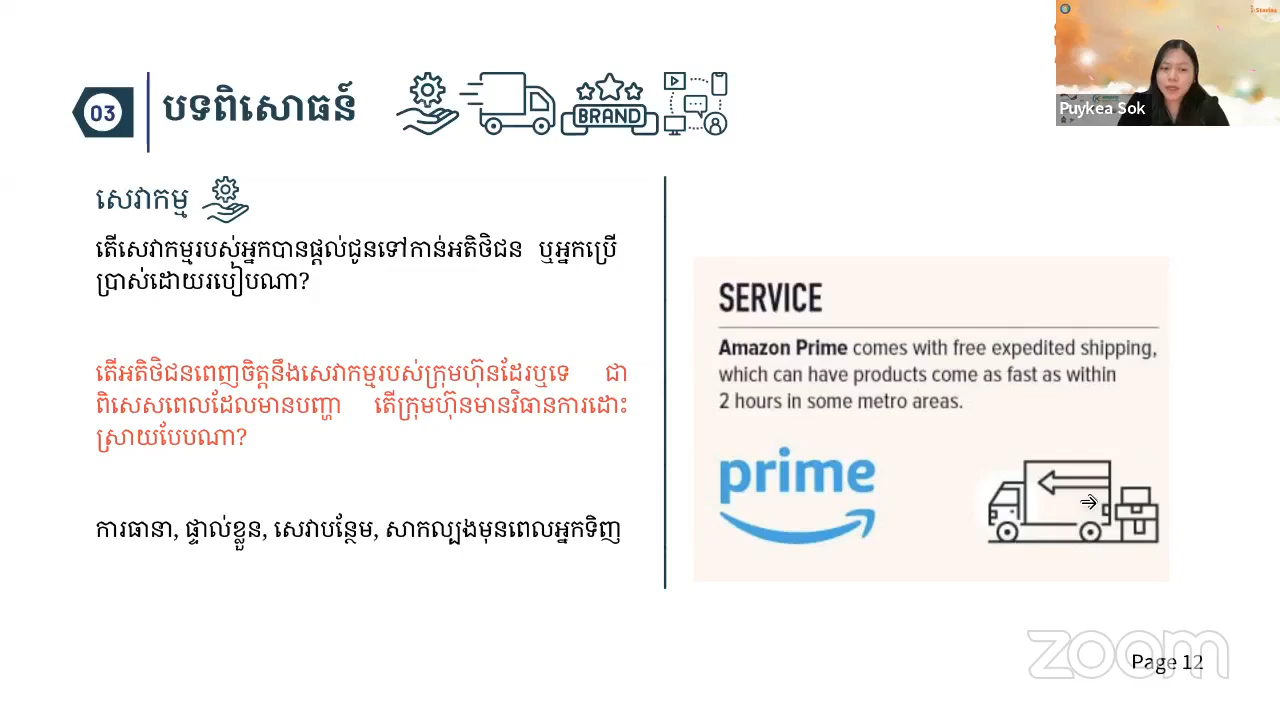 03
បទពិសោធន៍
BRAND
Puykea Sok
សេវាកម្ម
តើសេវាកម្មរបស់អ្នកបានផ្តល់ជូនទៅកាន់អតិថិជន ឬអ្នកប្រើ
ប្រាស់ដោយរបៀបណា?
តើអតិថិជនពេញចិត្តនឹងសេវាកម្មរបស់ក្រុមហ៊ុនដែរឬទេ ជា
ពិសេសពេលដែលមានបញ្ហា តើក្រុមហ៊ុនមានវិធានការដោះ
ស្រាយបែបណា?
ការធានា, ផ្ទាល់ខ្លួន, សេវាបន្ថែម, សាកល្បងមុនពេលអ្នកទិញ
SERVICE
Amazon Prime comes with free expedited shipping,
which can have products come as fast as within
2 hours in some metro areas.
prime
zoom
Page 12